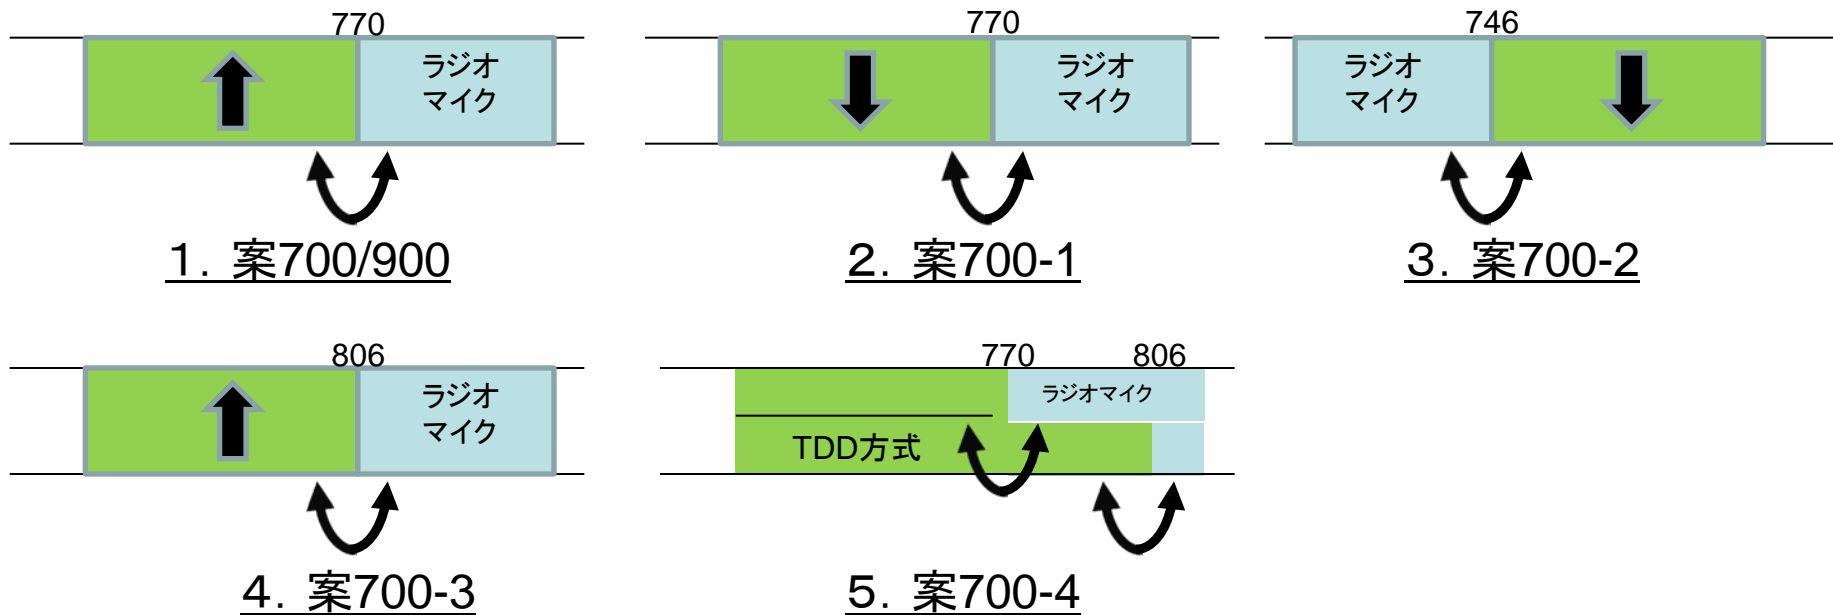 770
ラジオ
マイク
1. 案700/900
770
ラジオ
マイク
2. 案700-1
746
ラジオ
マイク
3. 案700-2
806
ラジオ
マイク
4. 案700-3
770 806
ラジオマイク
TDD方式
5. 案700-4